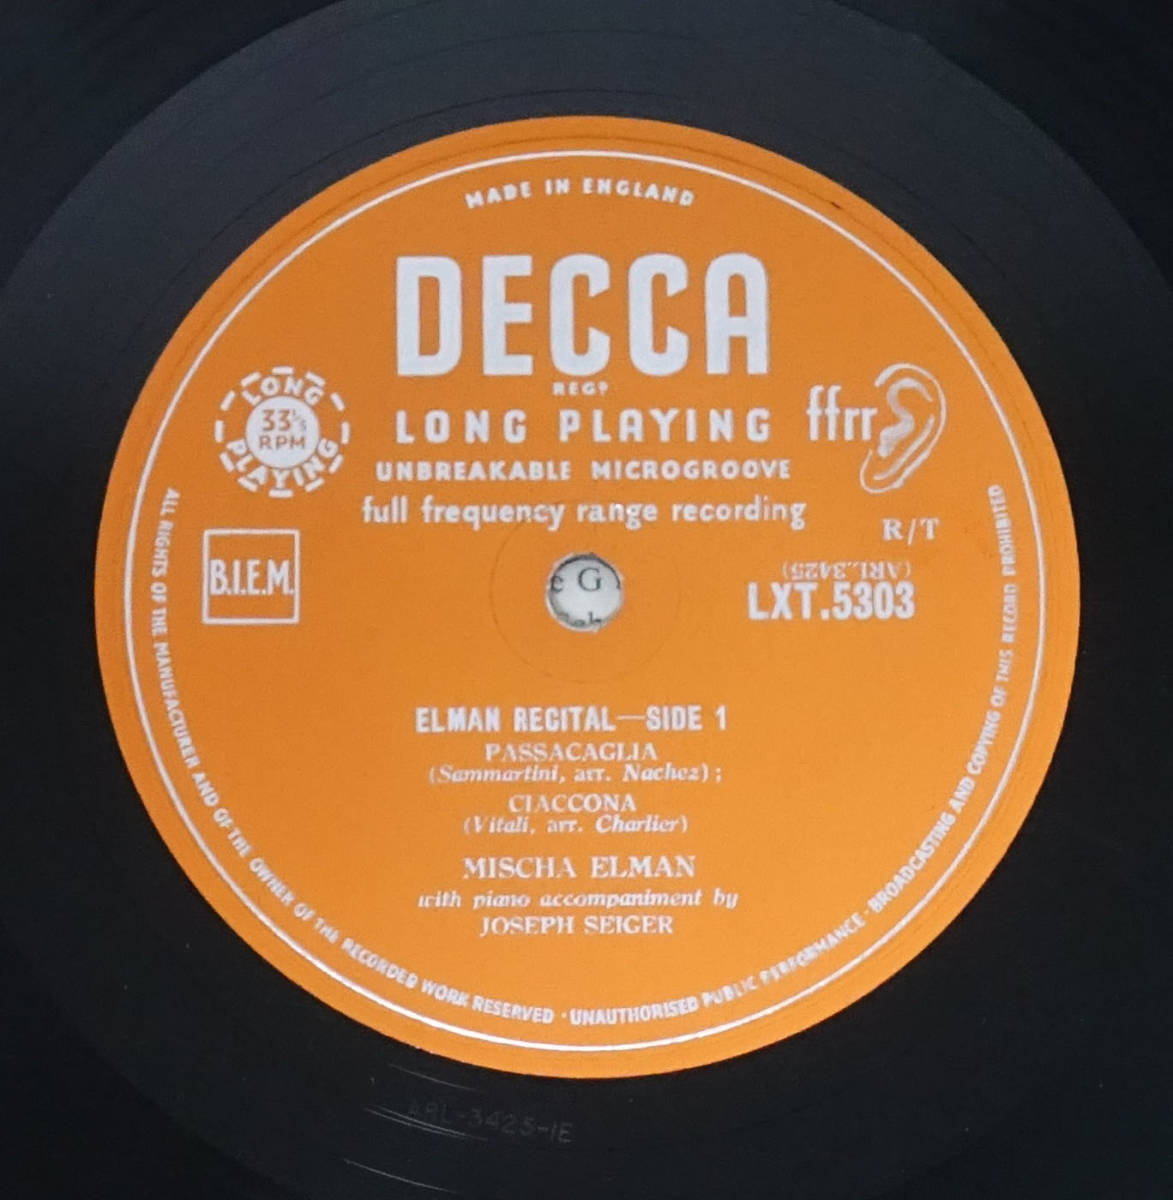 MADE IN ENGLAND
DECCA
REGD
LONG PLAYING
UNBREAKABLE MICROGROOVE
full frequency range recording
ffrr
LONG
33⅓
RPM
PLAYING
B.I.E.M.
R/T
(ARL.3425)
LXT.5303
e G
ELMAN RECITAL—SIDE 1
PASSACAGLIA
(Sammartini, arr. Nachez);
CIACCONA
(Vitali, arr. Charlier)
MISCHA ELMAN
with piano accompaniment by
JOSEPH SEIGER
ALL RIGHTS OF THE MANUFACTURER AND OF THE OWNER OF THE RECORDED WORK RESERVED · UNAUTHORISED PUBLIC PERFORMANCE · BROADCASTING AND COPYING OF THIS RECORD PROHIBITED
ARL-3425-1E